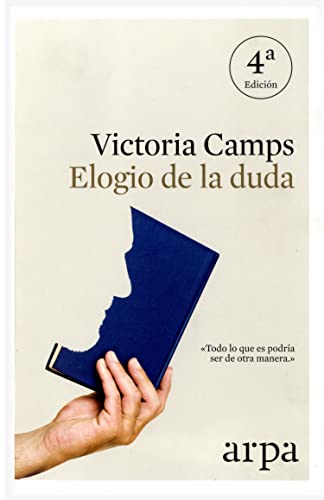 4ª
Edición
Victoria Camps
Elogio de la duda
«Todo lo que es podría
ser de otra manera.»
arpa